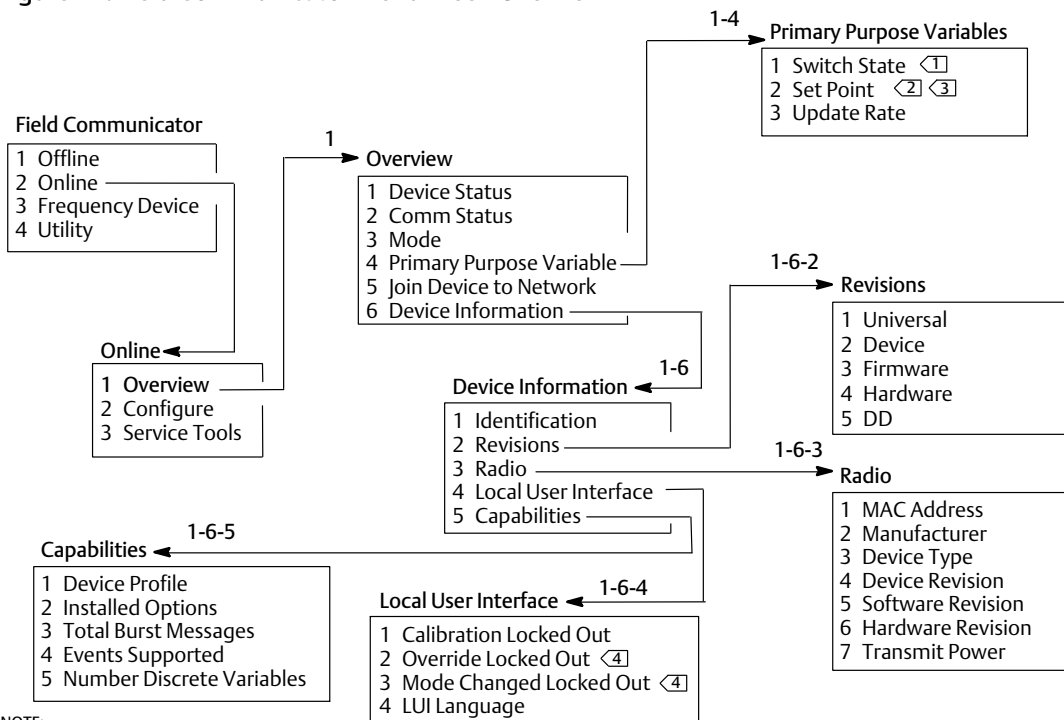 1-4
Primary Purpose Variables
1 Switch State 1
2 Set Point 2 3
3 Update Rate
Field Communicator
1 Offline
2 Online
3 Frequency Device
4 Utility
1
Overview
1 Device Status
2 Comm Status
3 Mode
4 Primary Purpose Variable
5 Join Device to Network
6 Device Information
1-6-2
Revisions
1 Universal
2 Device
3 Firmware
4 Hardware
5 DD
Online
1 Overview
2 Configure
3 Service Tools
1-6
Device Information
1 Identification
2 Revisions
3 Radio
4 Local User Interface
5 Capabilities
1-6-3
Radio
1 MAC Address
2 Manufacturer
3 Device Type
4 Device Revision
5 Software Revision
6 Hardware Revision
7 Transmit Power
1-6-5
Capabilities
1 Device Profile
2 Installed Options
3 Total Burst Messages
4 Events Supported
5 Number Discrete Variables
1-6-4
Local User Interface
1 Calibration Locked Out
2 Override Locked Out 4
3 Mode Changed Locked Out 4
4 LUI Language